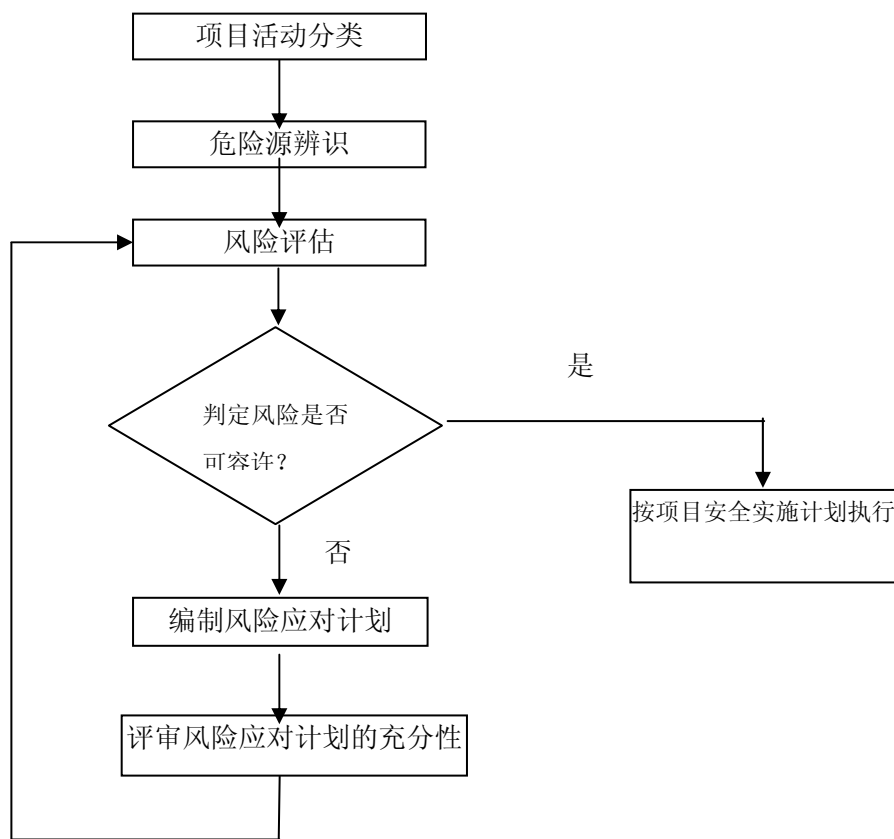 项目活动分类
危险源辨识
风险评估
是
判定风险是否
可容许？
按项目安全实施计划执行
否
编制风险应对计划
评审风险应对计划的充分性